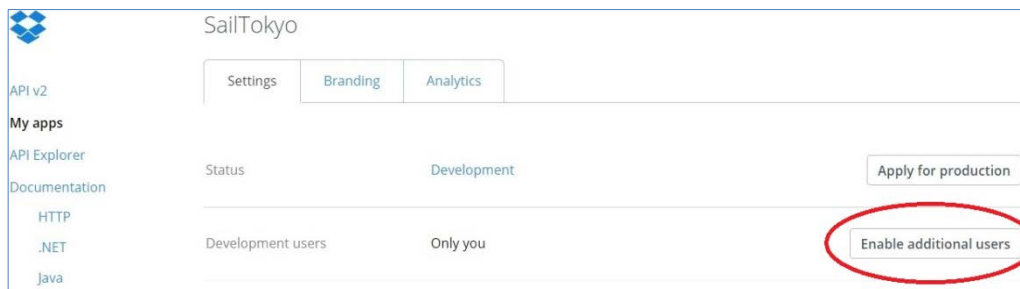 SailTokyo
Settings
Branding
Analytics
API v2
My apps
API Explorer
Documentation
HTTP
.NET
Java
Status
Development
Apply for production
Development users
Only you
Enable additional users